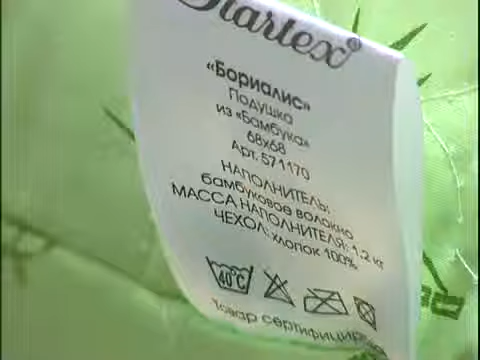 Startex®
«Бориалис»
Подушка
из «Бамбука»
68х68
Арт. 571170
НАПОЛНИТЕЛЬ:
бамбуковое волокно
МАССА НАПОЛНИТЕЛЯ: 1,2 кг
ЧЕХОЛ: хлопок 100%
40°C
товар